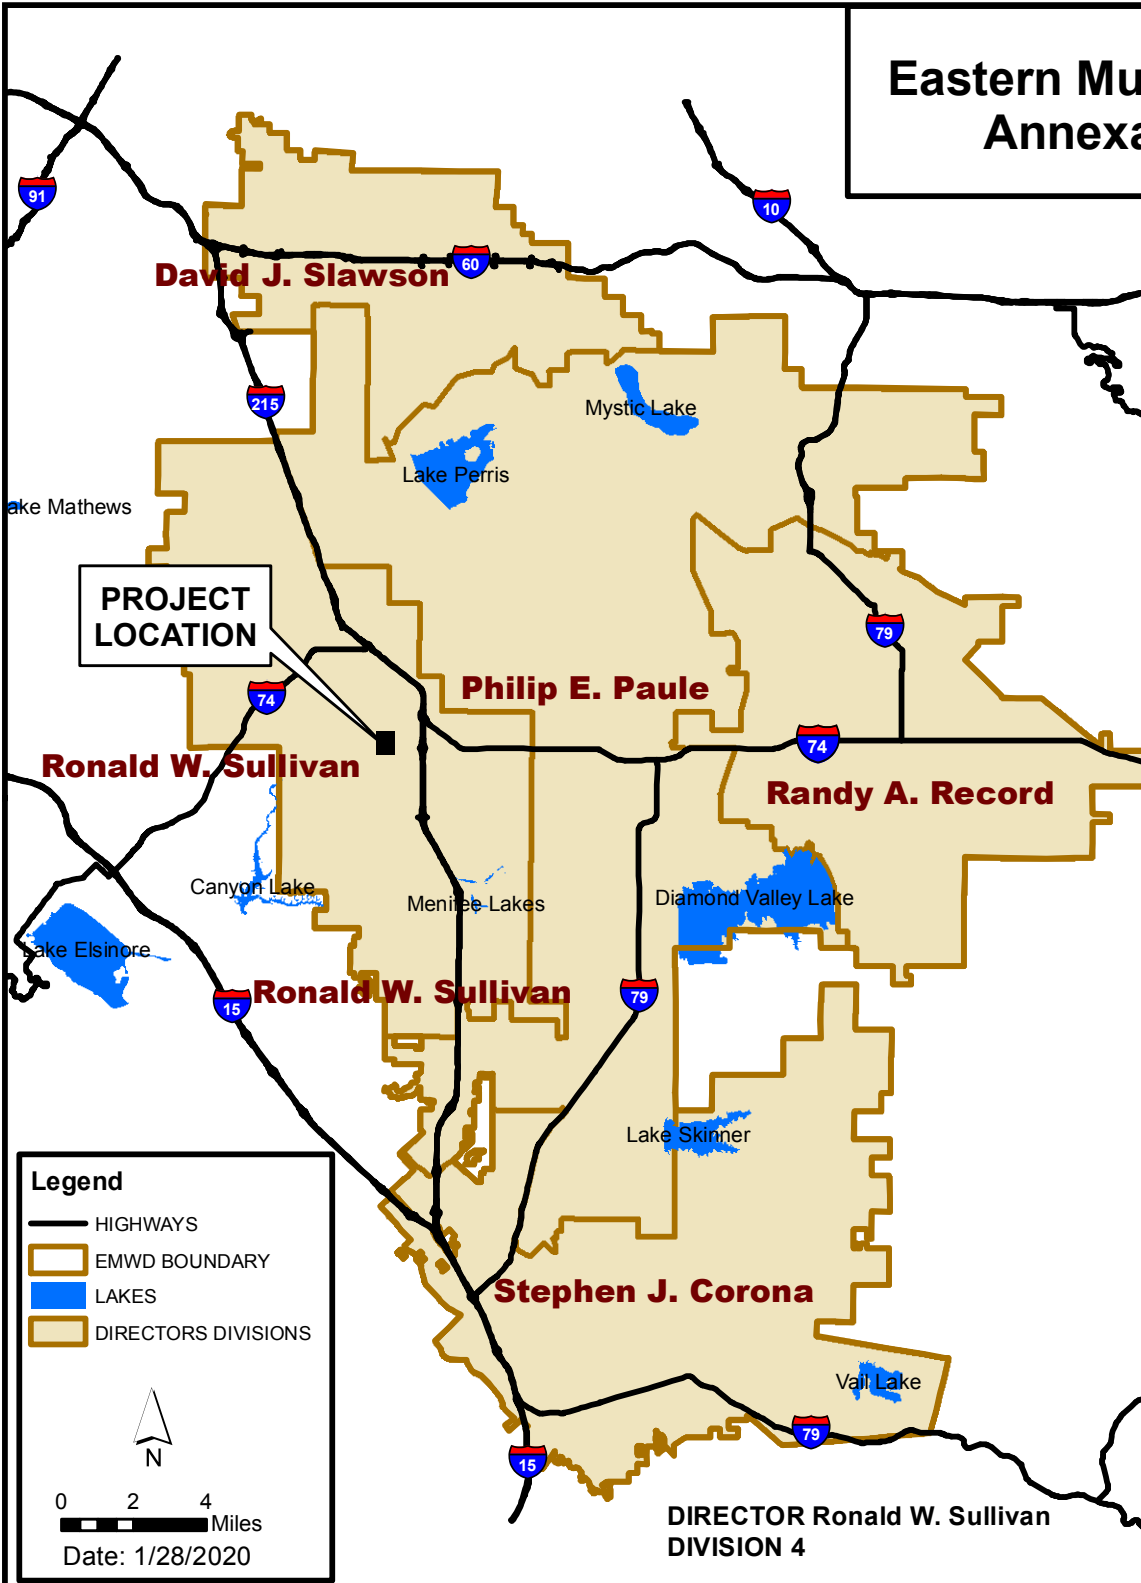 Eastern Mu
Annexa
91
10
60
David J. Slawson
215
Mystic Lake
Lake Perris
ake Mathews
PROJECT
LOCATION
79
74
Philip E. Paule
74
Ronald W. Sullivan
Randy A. Record
Canyon Lake
Menifee Lakes
Diamond Valley Lake
Lake Elsinore
15
Ronald W. Sullivan
79
Lake Skinner
Legend
HIGHWAYS
EMWD BOUNDARY
LAKES
DIRECTORS DIVISIONS
N
0 2 4
Miles
Date: 1/28/2020
Stephen J. Corona
Vail Lake
79
15
DIRECTOR Ronald W. Sullivan
DIVISION 4